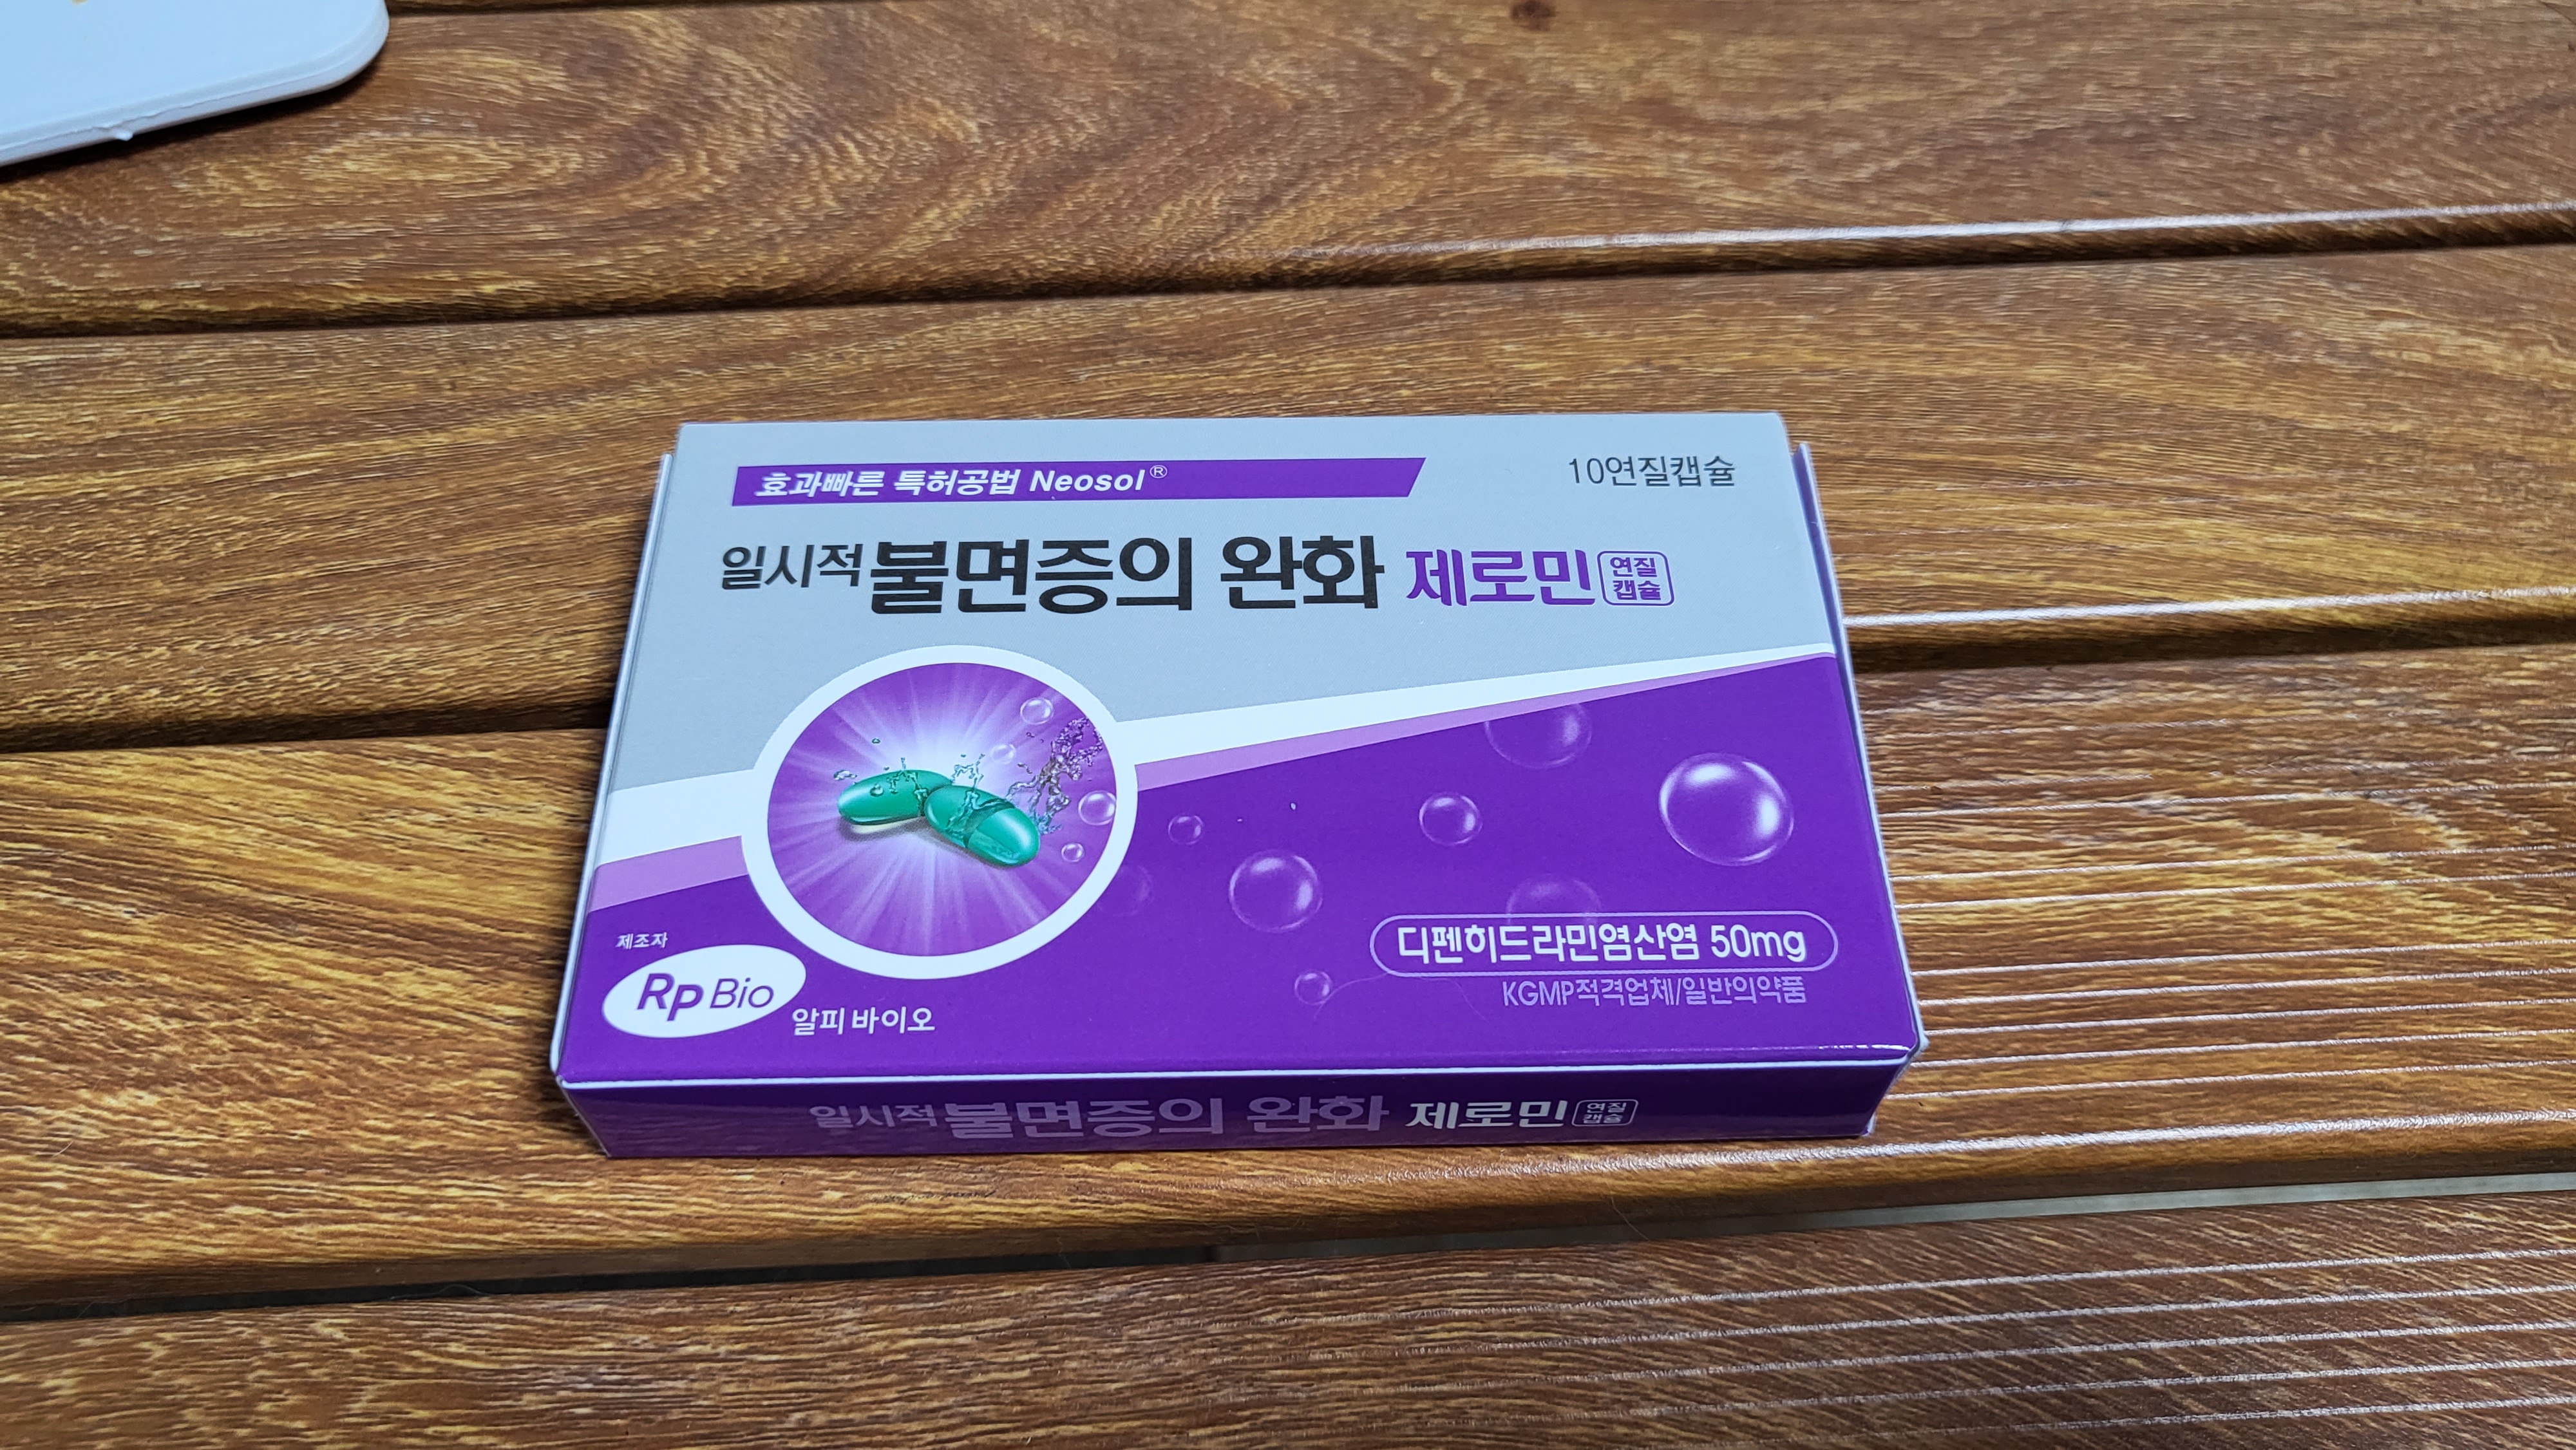 효과빠른 특허공법 Neosol®
10연질캡슐
일시적 불면증의 완화 제로민 연질
캡슐
제조자
Rp Bio
알피바이오
디펜히드라민염산염 50mg
KGMP적격업체/일반의약품
일시적 불면증의 완화 제로민 연질
캡슐